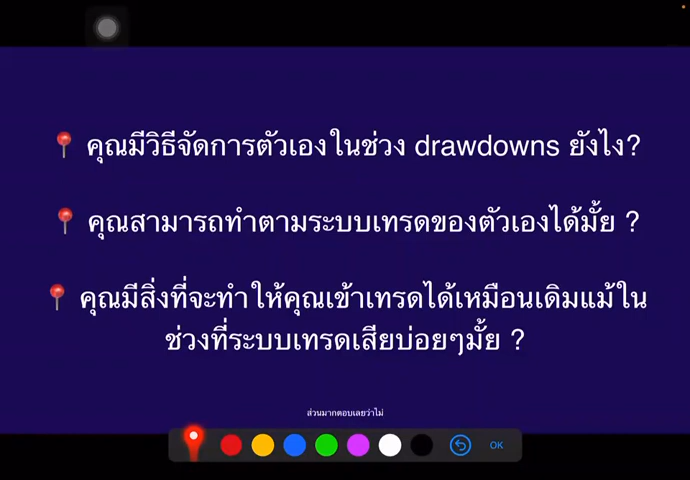 📍 คุณมีวิธีจัดการตัวเองในช่วง drawdowns ยังไง?
📍 คุณสามารถทำตามระบบเทรดของตัวเองได้มั้ย ?
📍 คุณมีสิ่งที่จะทำให้คุณเข้าเทรดได้เหมือนเดิมแม้ใน
ช่วงที่ระบบเทรดเสียบ่อยๆมั้ย ?
ส่วนมากตอบเลยว่าไม่
OK